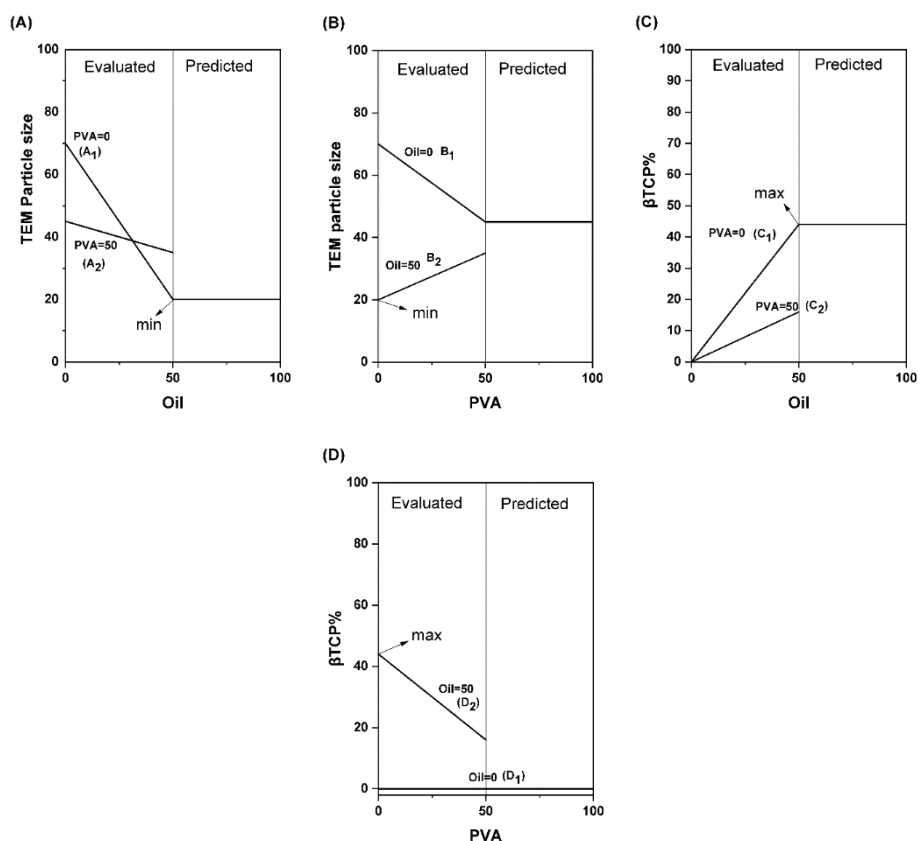 (A)
100
80
60
40
20
0
TEM Particle size
Evaluated
Predicted
PVA=0
(A1)
PVA=50
(A2)
min
0
50
100
Oil
(B)
100
80
60
40
20
0
TEM particle size
Evaluated
Predicted
Oil=0 B1
Oil=50 B2
min
0
50
100
PVA
(C)
100
90
80
70
60
50
40
30
20
10
0
βTCP%
Evaluated
Predicted
max
PVA=0 (C1)
PVA=50 (C2)
0
50
100
Oil
(D)
100
80
60
40
20
0
βTCP%
Evaluated
Predicted
max
Oil=50
(D2)
Oil=0 (D1)
0
50
100
PVA